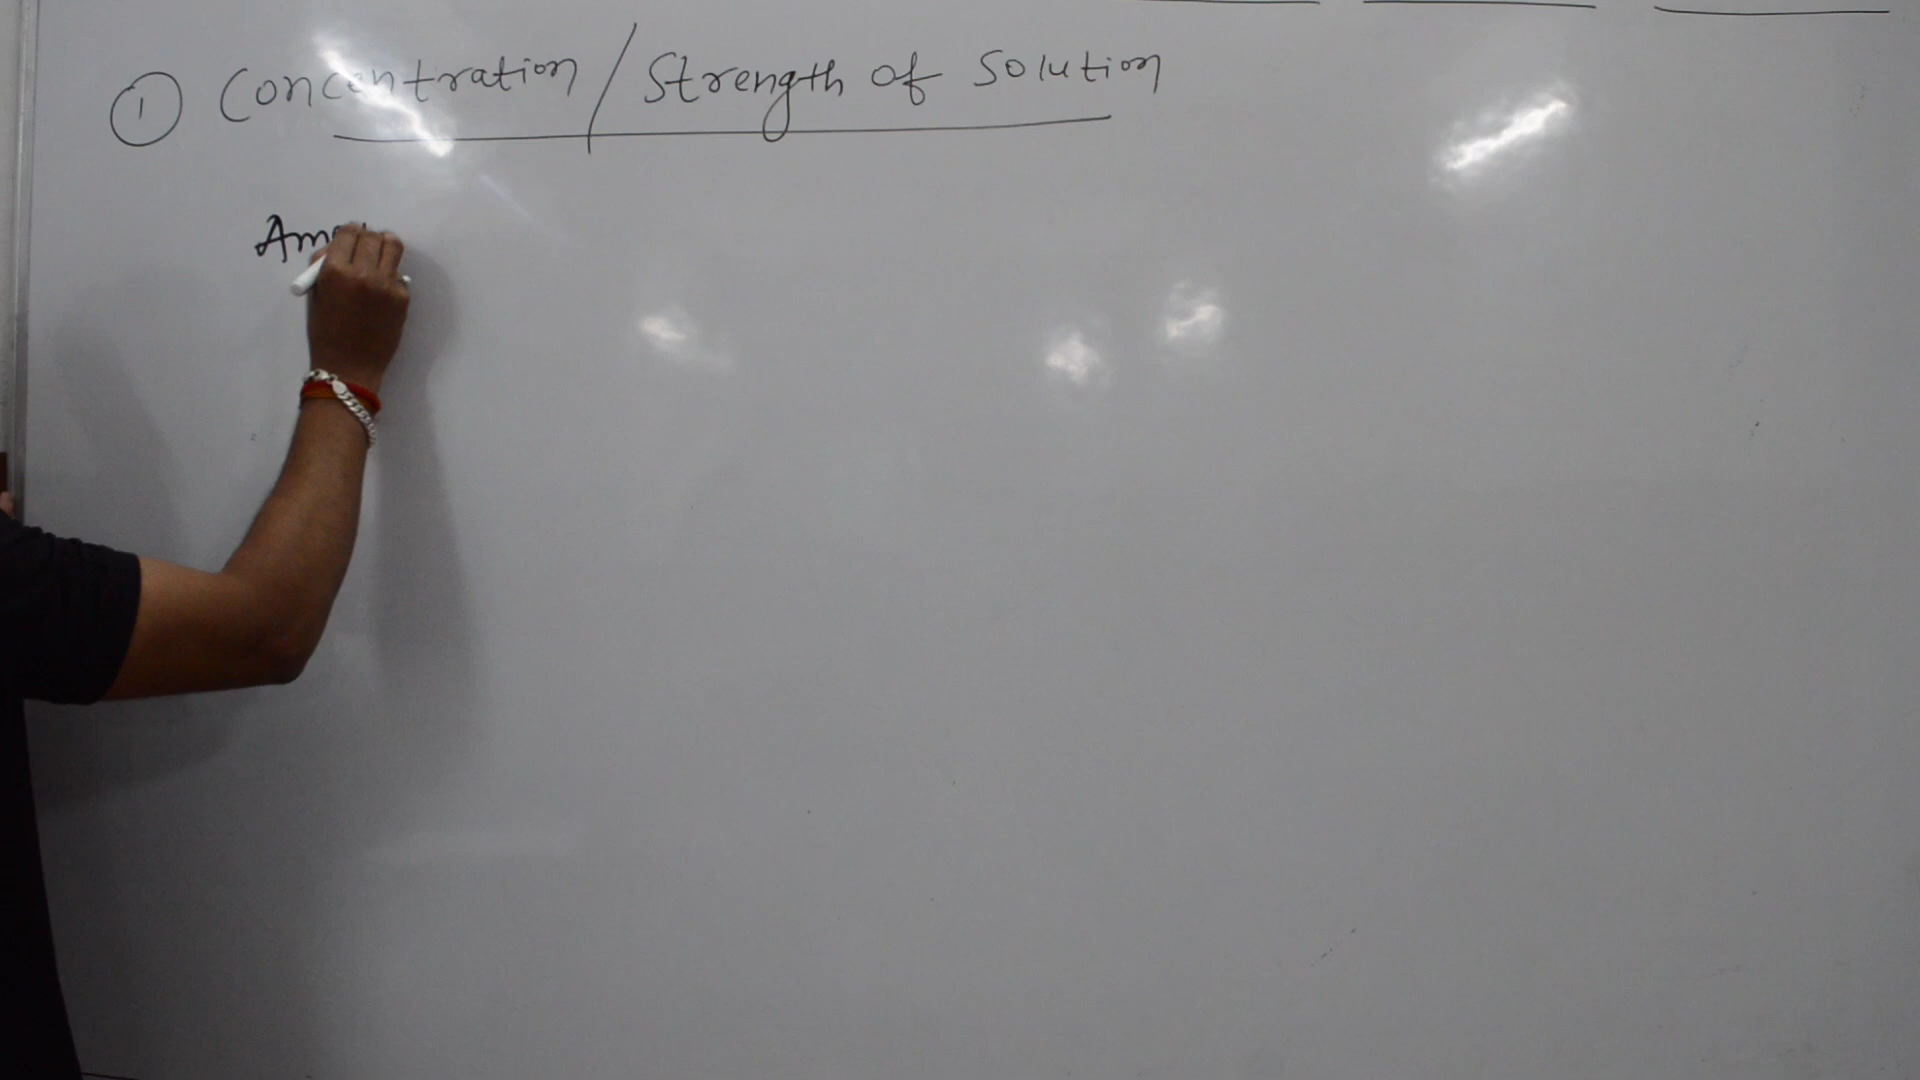 ① Concentration / Strength of Solution